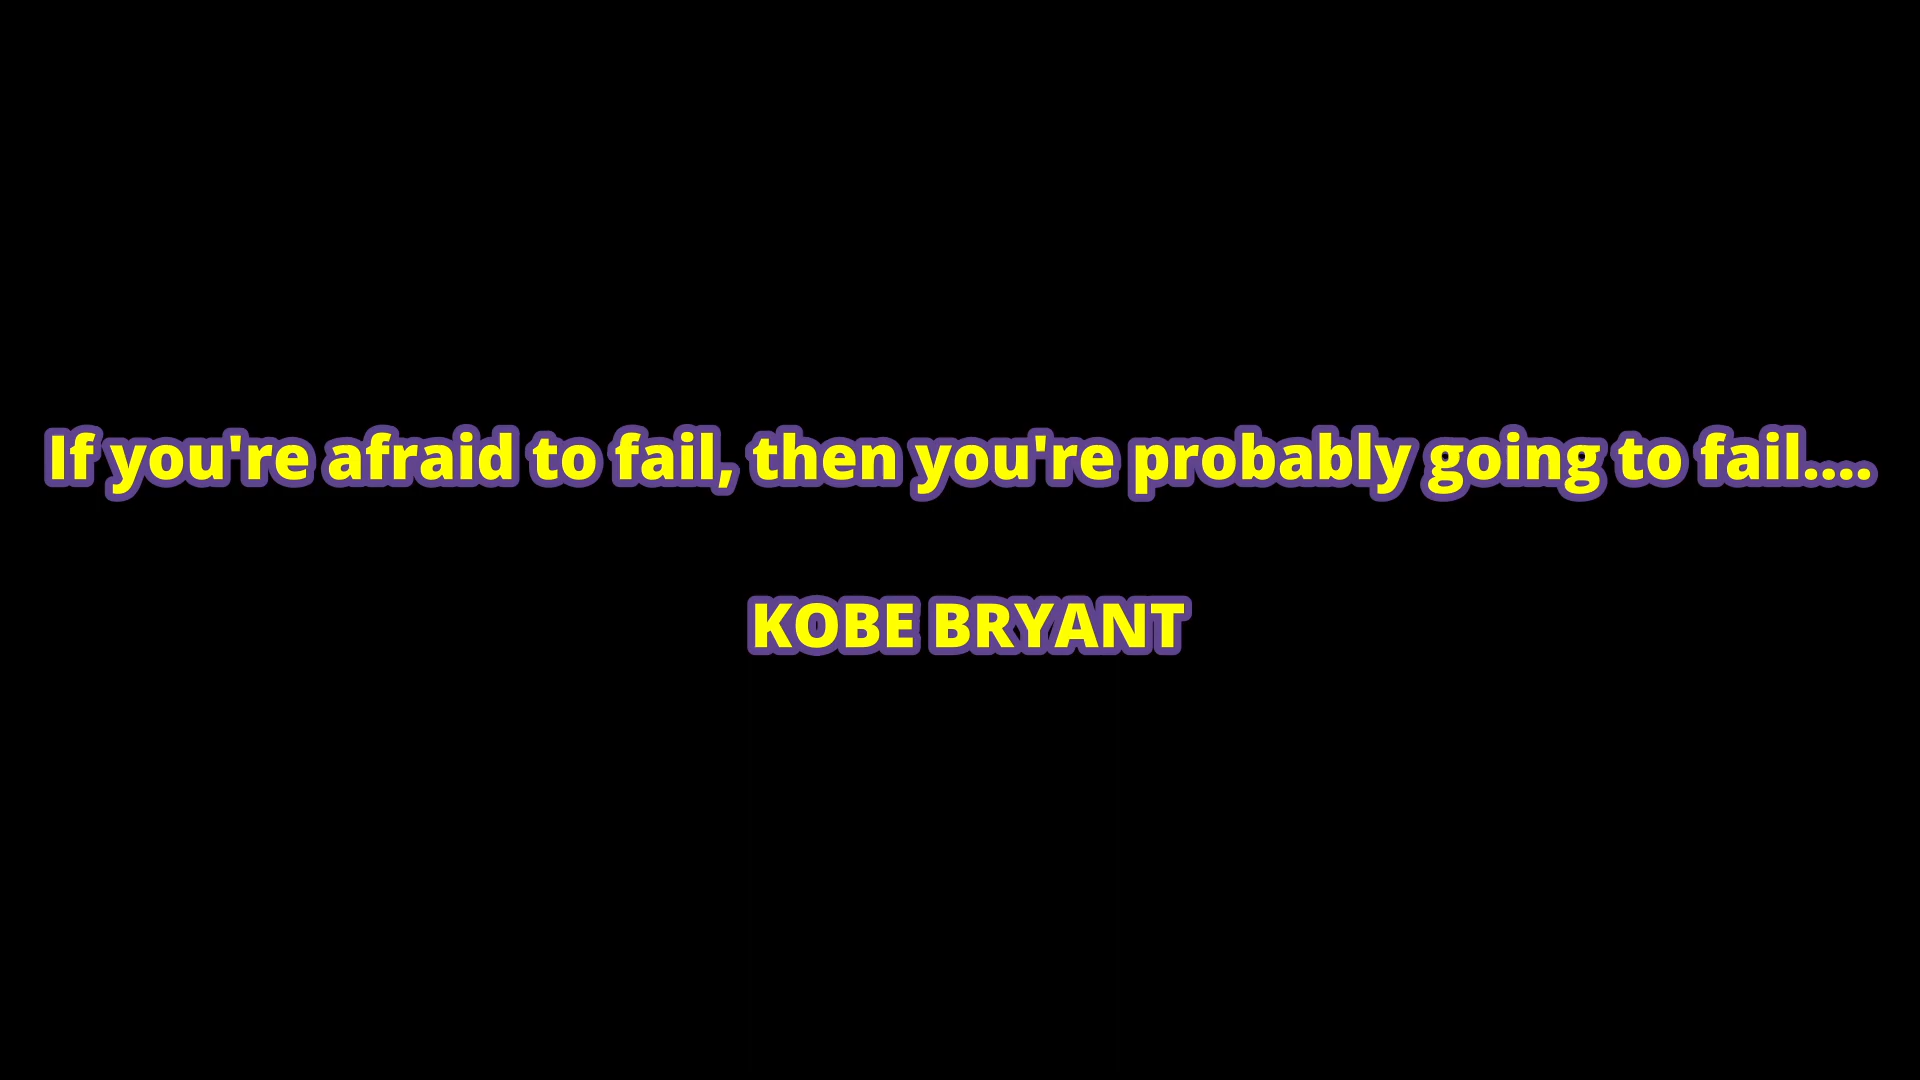 If you're afraid to fail, then you're probably going to fail....
KOBE BRYANT